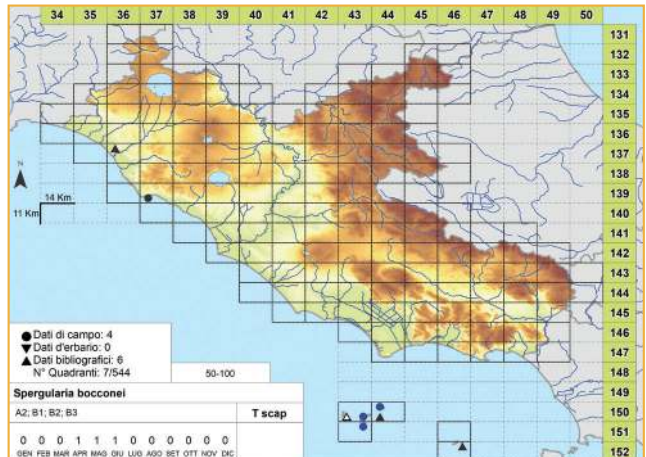 34 35 36 37 38 39 40 41 42 43 44 45 46 47 48 49 50
131
132
133
134
135
136
137
138
139
140
141
142
143
144
145
146
147
148
149
150
151
152
N
14 Km
11 Km
Dati di campo: 4
Dati d'erbario: 0
Dati bibliografici: 6
N° Quadranti: 7/544
50-100
Spergularia bocconei
A2; B1; B2; B3
T scap
0 0 0 1 1 1 0 0 0 0 0 0
GEN FEB MAR APR MAG GIU LUG AGO SET OTT NOV DIC